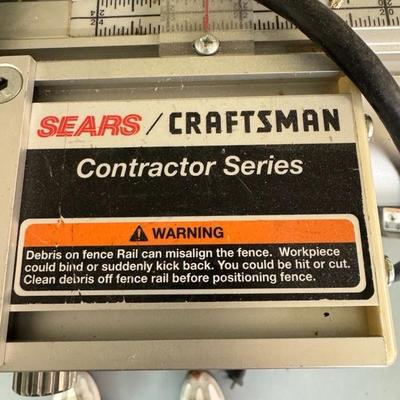 SEARS / CRAFTSMAN
Contractor Series
WARNING
Debris on fence Rail can misalign the fence. Workpiece
could bind or suddenly kick back. You could be hit or cut.
Clean debris off fence rail before positioning fence.